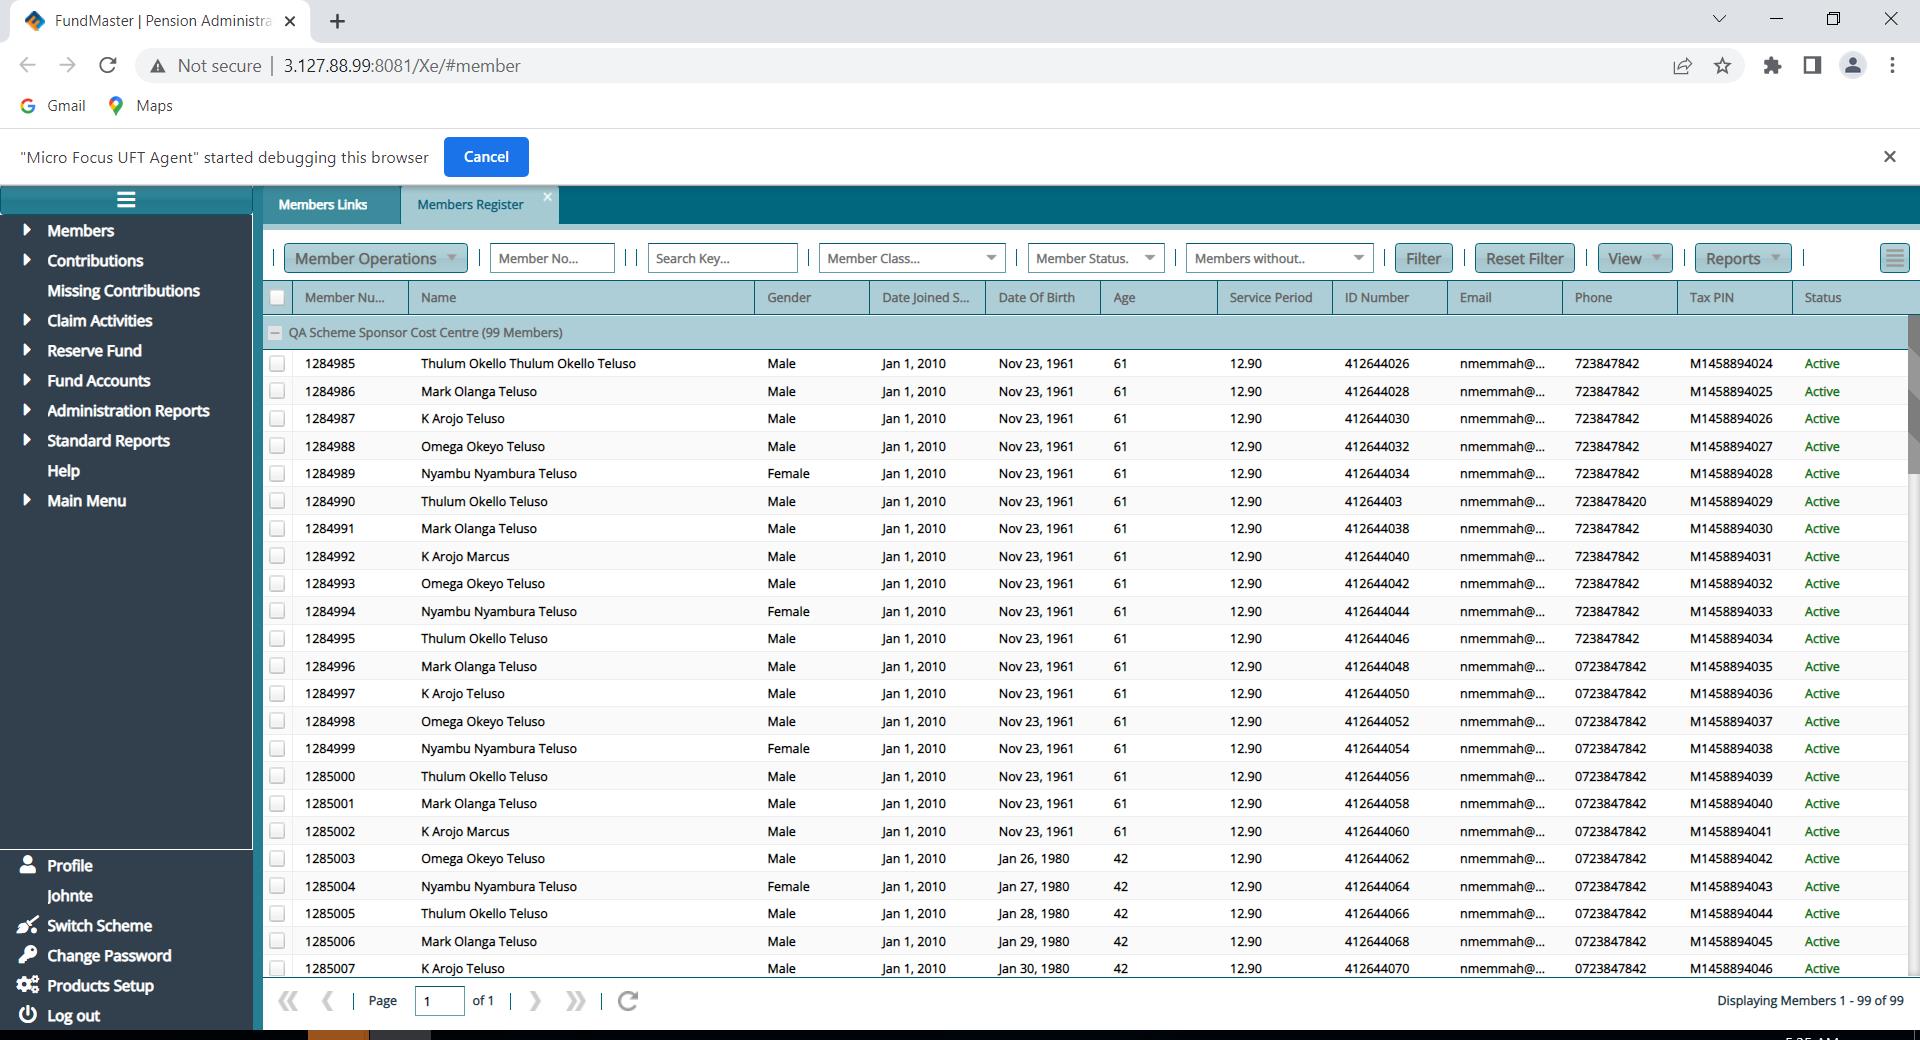 FundMaster | Pension Administra
Not secure | 3.127.88.99:8081/Xe/#member
Gmail Maps
"Micro Focus UFT Agent" started debugging this browser Cancel
Members
Contributions
Missing Contributions
Claim Activities
Reserve Fund
Fund Accounts
Administration Reports
Standard Reports
Help
Main Menu
Profile
Johnte
Switch Scheme
Change Password
Products Setup
Log out
Members Links Members Register
Member Operations Member No... Search Key... Member Class... Member Status. Members without.. Filter Reset Filter View Reports
Member Nu... Name Gender Date Joined S... Date Of Birth Age Service Period ID Number Email Phone Tax PIN Status
QA Scheme Sponsor Cost Centre (99 Members)
1284985 Thulum Okello Thulum Okello Teluso Male Jan 1, 2010 Nov 23, 1961 61 12.90 412644026 nmemmah@... 723847842 M1458894024 Active
1284986 Mark Olanga Teluso Male Jan 1, 2010 Nov 23, 1961 61 12.90 412644028 nmemmah@... 723847842 M1458894025 Active
1284987 K Arojo Teluso Male Jan 1, 2010 Nov 23, 1961 61 12.90 412644030 nmemmah@... 723847842 M1458894026 Active
1284988 Omega Okeyo Teluso Male Jan 1, 2010 Nov 23, 1961 61 12.90 412644032 nmemmah@... 723847842 M1458894027 Active
1284989 Nyambu Nyambura Teluso Female Jan 1, 2010 Nov 23, 1961 61 12.90 412644034 nmemmah@... 723847842 M1458894028 Active
1284990 Thulum Okello Teluso Male Jan 1, 2010 Nov 23, 1961 61 12.90 41264403 nmemmah@... 7238478420 M1458894029 Active
1284991 Mark Olanga Teluso Male Jan 1, 2010 Nov 23, 1961 61 12.90 412644038 nmemmah@... 723847842 M1458894030 Active
1284992 K Arojo Marcus Male Jan 1, 2010 Nov 23, 1961 61 12.90 412644040 nmemmah@... 723847842 M1458894031 Active
1284993 Omega Okeyo Teluso Male Jan 1, 2010 Nov 23, 1961 61 12.90 412644042 nmemmah@... 723847842 M1458894032 Active
1284994 Nyambu Nyambura Teluso Female Jan 1, 2010 Nov 23, 1961 61 12.90 412644044 nmemmah@... 723847842 M1458894033 Active
1284995 Thulum Okello Teluso Male Jan 1, 2010 Nov 23, 1961 61 12.90 412644046 nmemmah@... 723847842 M1458894034 Active
1284996 Mark Olanga Teluso Male Jan 1, 2010 Nov 23, 1961 61 12.90 412644048 nmemmah@... 0723847842 M1458894035 Active
1284997 K Arojo Teluso Male Jan 1, 2010 Nov 23, 1961 61 12.90 412644050 nmemmah@... 0723847842 M1458894036 Active
1284998 Omega Okeyo Teluso Male Jan 1, 2010 Nov 23, 1961 61 12.90 412644052 nmemmah@... 0723847842 M1458894037 Active
1284999 Nyambu Nyambura Teluso Female Jan 1, 2010 Nov 23, 1961 61 12.90 412644054 nmemmah@... 0723847842 M1458894038 Active
1285000 Thulum Okello Teluso Male Jan 1, 2010 Nov 23, 1961 61 12.90 412644056 nmemmah@... 0723847842 M1458894039 Active
1285001 Mark Olanga Teluso Male Jan 1, 2010 Nov 23, 1961 61 12.90 412644058 nmemmah@... 0723847842 M1458894040 Active
1285002 K Arojo Marcus Male Jan 1, 2010 Nov 23, 1961 61 12.90 412644060 nmemmah@... 0723847842 M1458894041 Active
1285003 Omega Okeyo Teluso Male Jan 1, 2010 Jan 26, 1980 42 12.90 412644062 nmemmah@... 0723847842 M1458894042 Active
1285004 Nyambu Nyambura Teluso Female Jan 1, 2010 Jan 27, 1980 42 12.90 412644064 nmemmah@... 0723847842 M1458894043 Active
1285005 Thulum Okello Teluso Male Jan 1, 2010 Jan 28, 1980 42 12.90 412644066 nmemmah@... 0723847842 M1458894044 Active
1285006 Mark Olanga Teluso Male Jan 1, 2010 Jan 29, 1980 42 12.90 412644068 nmemmah@... 0723847842 M1458894045 Active
1285007 K Arojo Teluso Male Jan 1, 2010 Jan 30, 1980 42 12.90 412644070 nmemmah@... 0723847842 M1458894046 Active
Page 1 of 1 Displaying Members 1 - 99 of 99